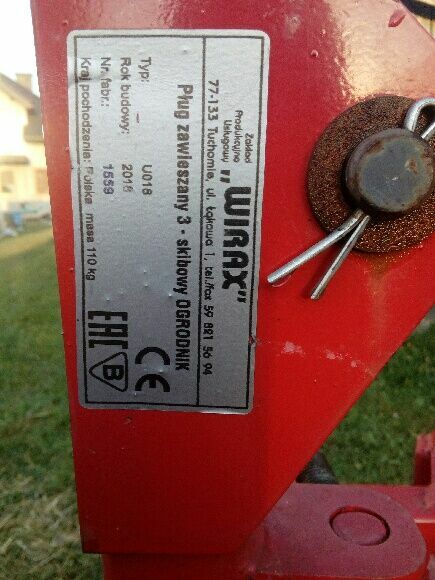 Zakład
Produkcyjno
Usługowy
"WIRAX"
77-133 Tuchomie, ul. Łąkowa 1, tel./fax 59 821 56 94
Pług zawieszany 3 - skibowy OGRODNIK
Typ: U018
Rok budowy: 2018
Nr. fabr.: 1559
Kraj pochodzenia: Polska masa 110 kg
EAC
B
CE